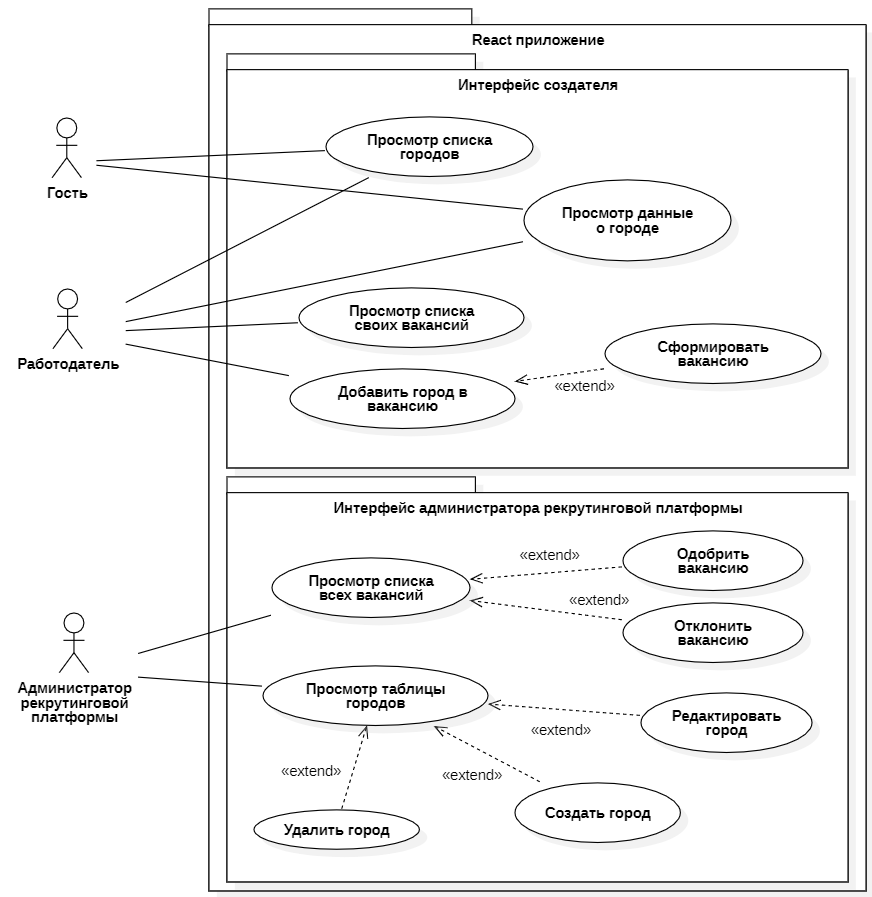 React приложение
Интерфейс создателя
Просмотр списка
городов
Гость
Просмотр данные
о городе
Просмотр списка
своих вакансий
Работодатель
Сформировать
вакансию
«extend»
Добавить город в
вакансию
Интерфейс администратора рекрутинговой платформы
«extend»
Одобрить
вакансию
Просмотр списка
всех вакансий
«extend»
Отклонить
вакансию
Администратор
рекрутинговой
платформы
Просмотр таблицы
городов
Редактировать
город
«extend»
«extend»
«extend»
Создать город
Удалить город